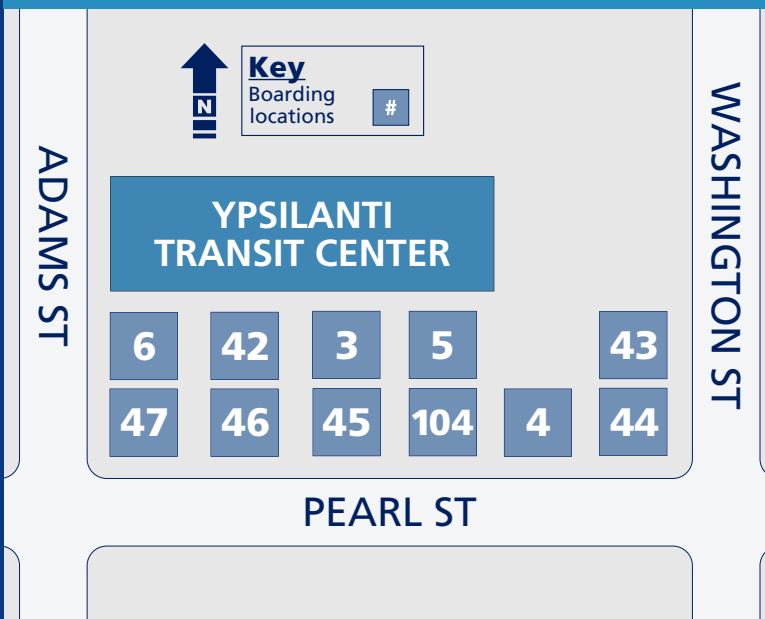 N
Key
Boarding
locations
#
ADAMS ST
WASHINGTON ST
YPSILANTI
TRANSIT CENTER
6 42 3 5 43
47 46 45 104 4 44
PEARL ST